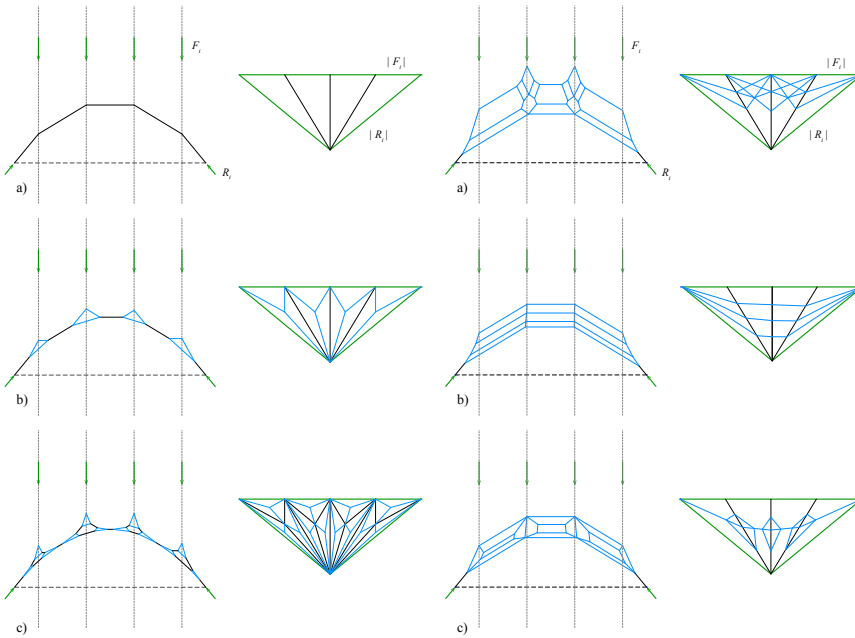 F_i
|F_i|
|R_i|
R_i
a)
b)
c)
F_i
|F_i|
|R_i|
R_i
a)
b)
c)